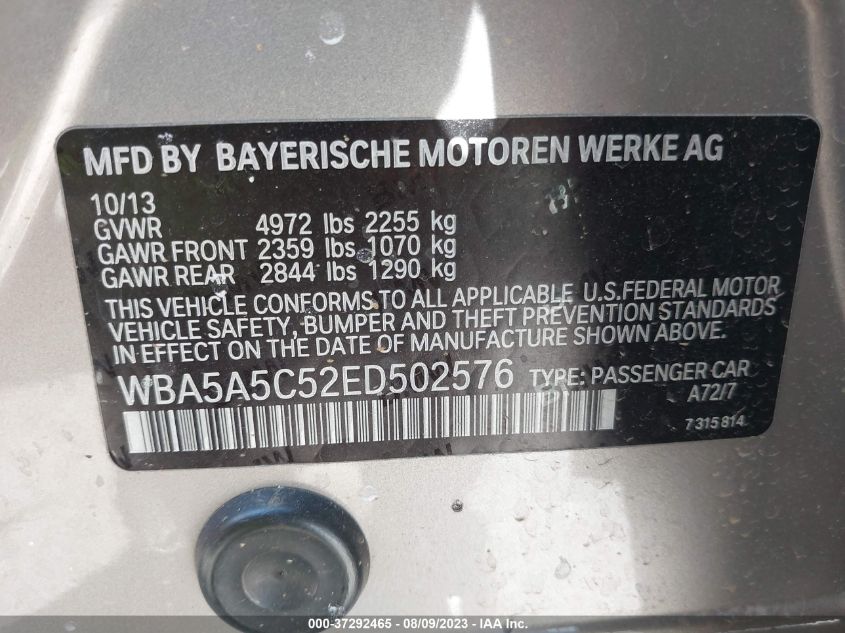 MFD BY BAYERISCHE MOTOREN WERKE AG
10/13
GVWR 4972 lbs 2255 kg
GAWR FRONT 2359 lbs 1070 kg
GAWR REAR 2844 lbs 1290 kg
THIS VEHICLE CONFORMS TO ALL APPLICABLE U.S.FEDERAL MOTOR
VEHICLE SAFETY, BUMPER AND THEFT PREVENTION STANDARDS
IN EFFECT ON THE DATE OF MANUFACTURE SHOWN ABOVE.
WBA5A5C52ED502576 TYPE: PASSENGER CAR
A72/7
7 315 814
000-37292465 - 08/09/2023 - IAA Inc.